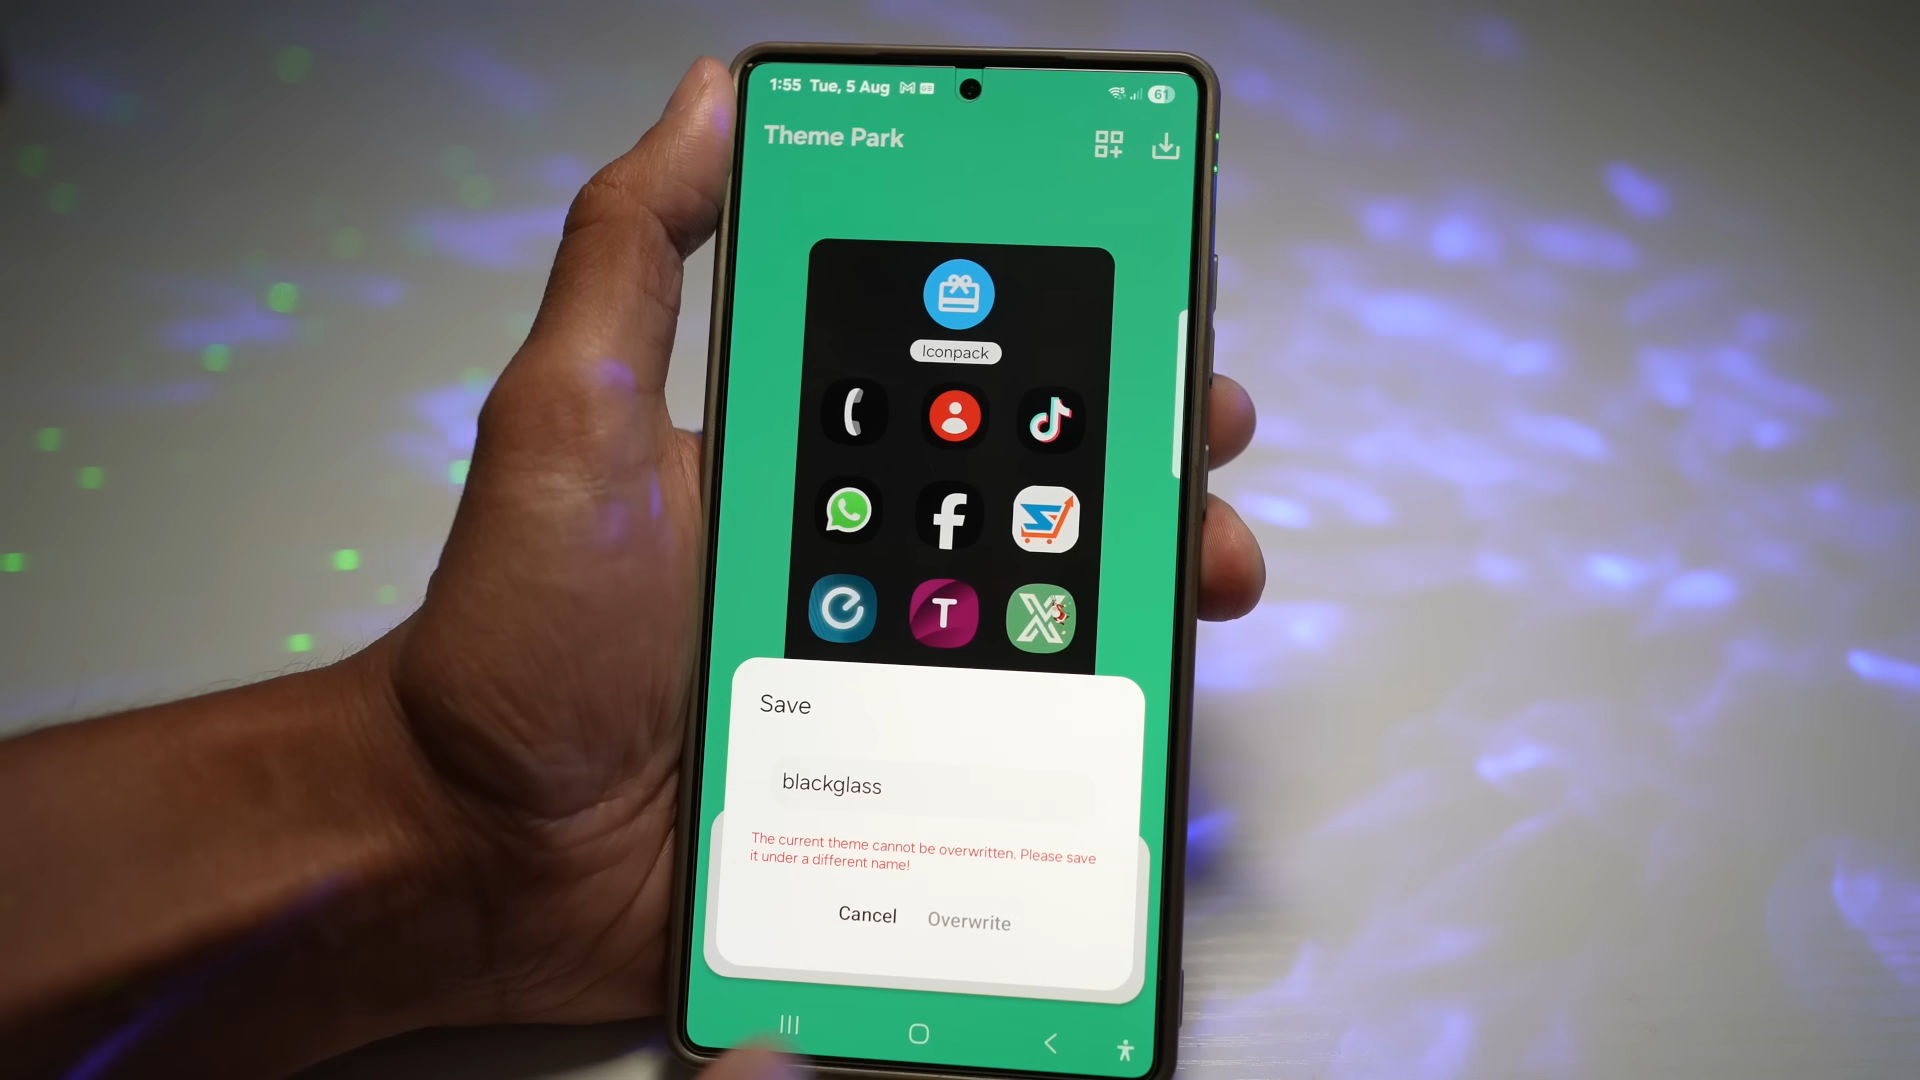 1:55 Tue, 5 Aug
61
Theme Park
Iconpack
T
Save
blackglass
The current theme cannot be overwritten. Please save
it under a different name!
Cancel Overwrite